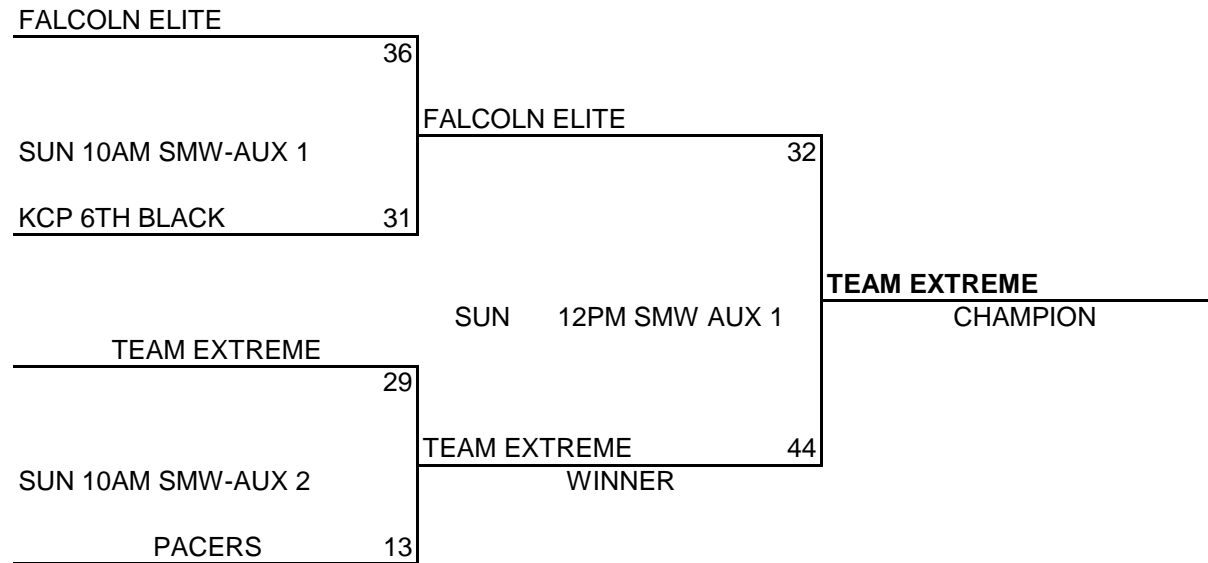 FALCOLN ELITE
36
FALCOLN ELITE
SUN 10AM SMW-AUX 1
32
KCP 6TH BLACK 31
TEAM EXTREME
SUN 12PM SMW AUX 1
CHAMPION
TEAM EXTREME
29
TEAM EXTREME 44
SUN 10AM SMW-AUX 2
WINNER
PACERS 13